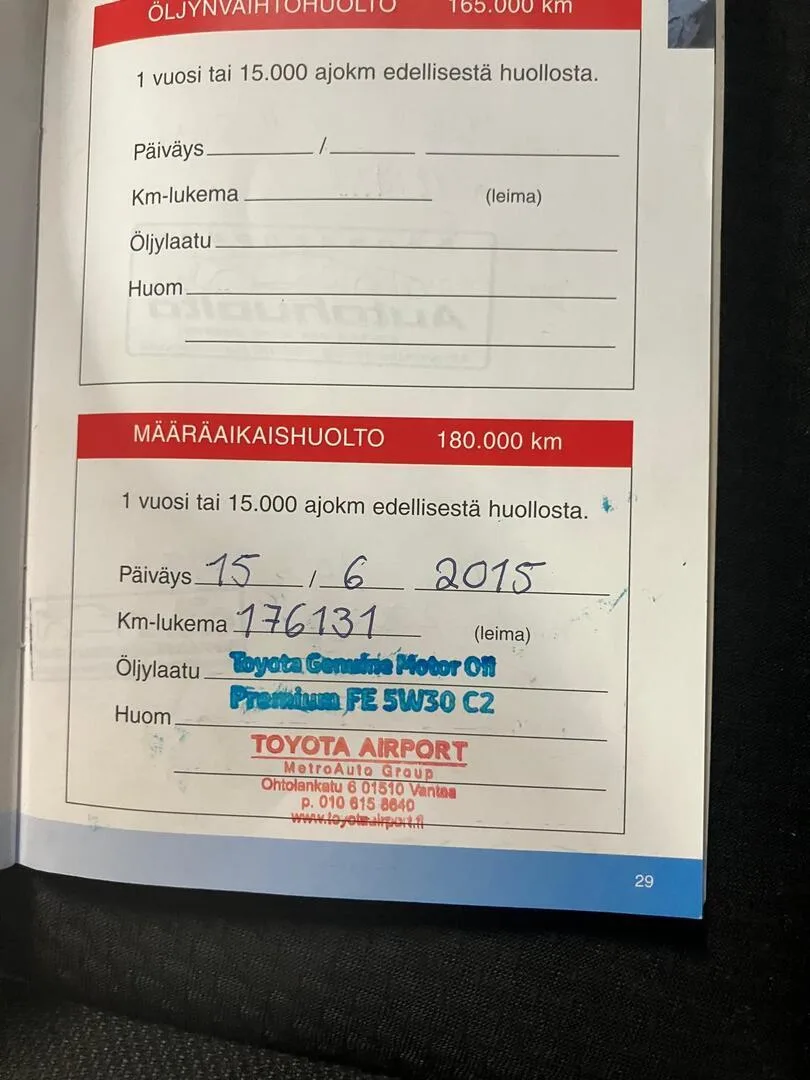 ÖLJYNVAIHTOHUOLTO 165.000 km
1 vuosi tai 15.000 ajokm edellisestä huollosta.
Päiväys / 
Km-lukema (leima)
Öljylaatu
Huom
MÄÄRÄAIKAISHUOLTO 180.000 km
1 vuosi tai 15.000 ajokm edellisestä huollosta.
Päiväys 15 / 6 2015
Km-lukema 176131 (leima)
Öljylaatu Toyota Genuine Motor Oil
Premium FE 5W30 C2
Huom
TOYOTA AIRPORT
MetroAuto Group
Ohtolankatu 6 01510 Vantaa
p. 010 615 8640
www.toyotaairport.fi
29